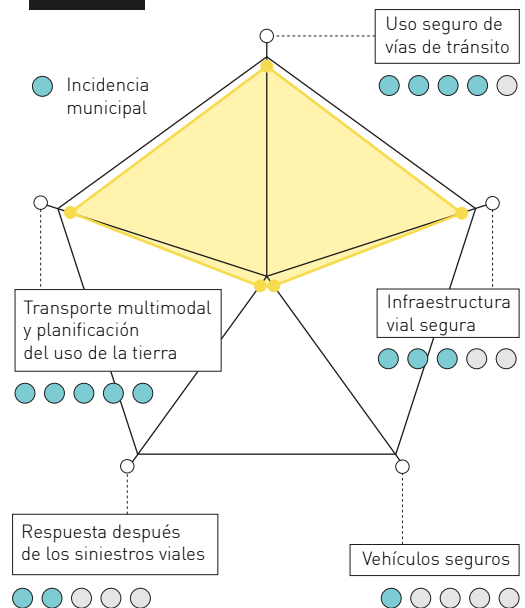 Uso seguro de
vías de tránsito
Incidencia
municipal
Transporte multimodal
y planificación
del uso de la tierra
Infraestructura
vial segura
Respuesta después
de los siniestros viales
Vehículos seguros